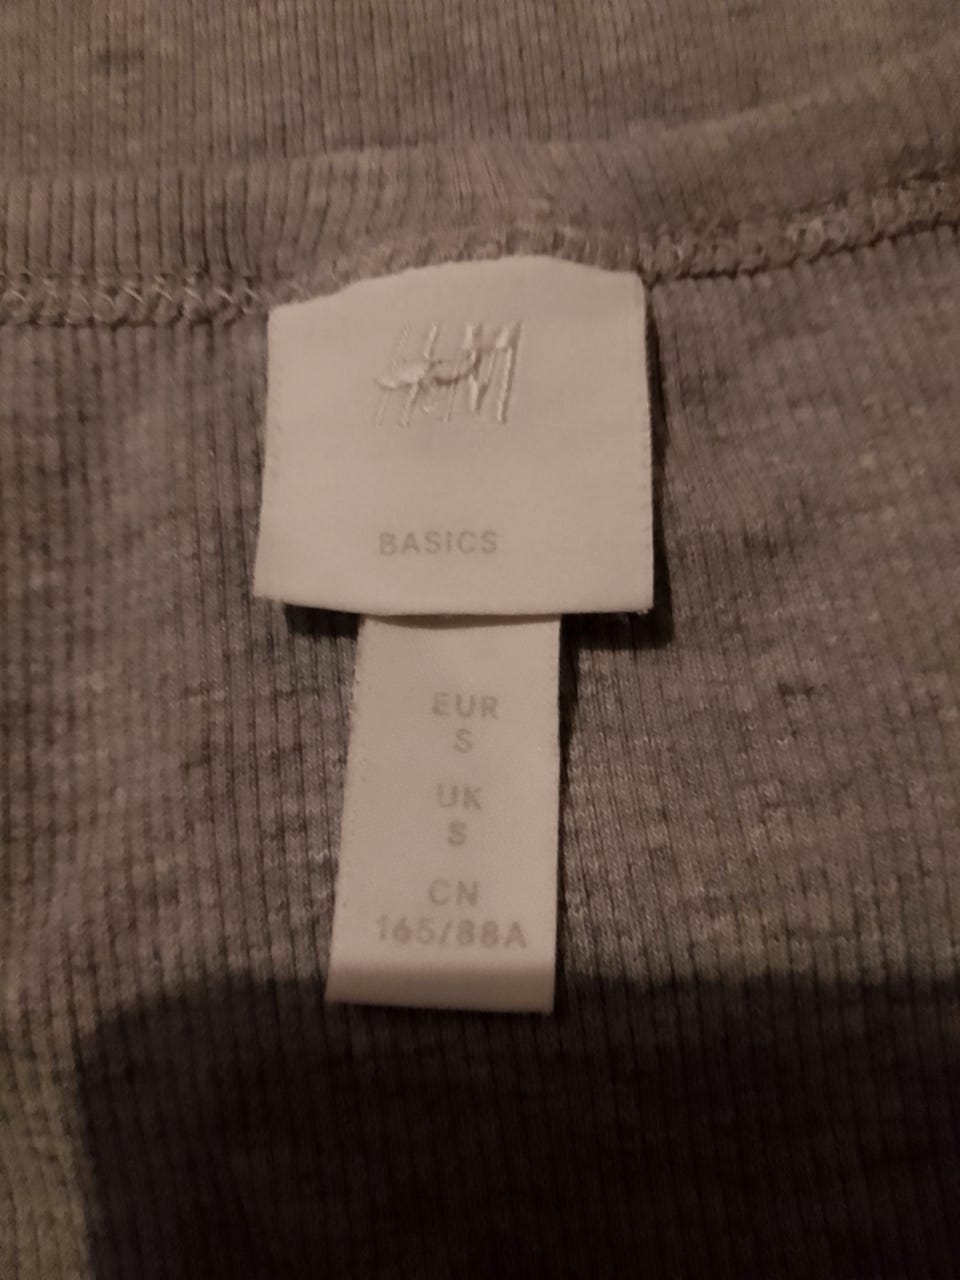 H&M
BASICS
EUR
S
UK
S
CN
165/88A